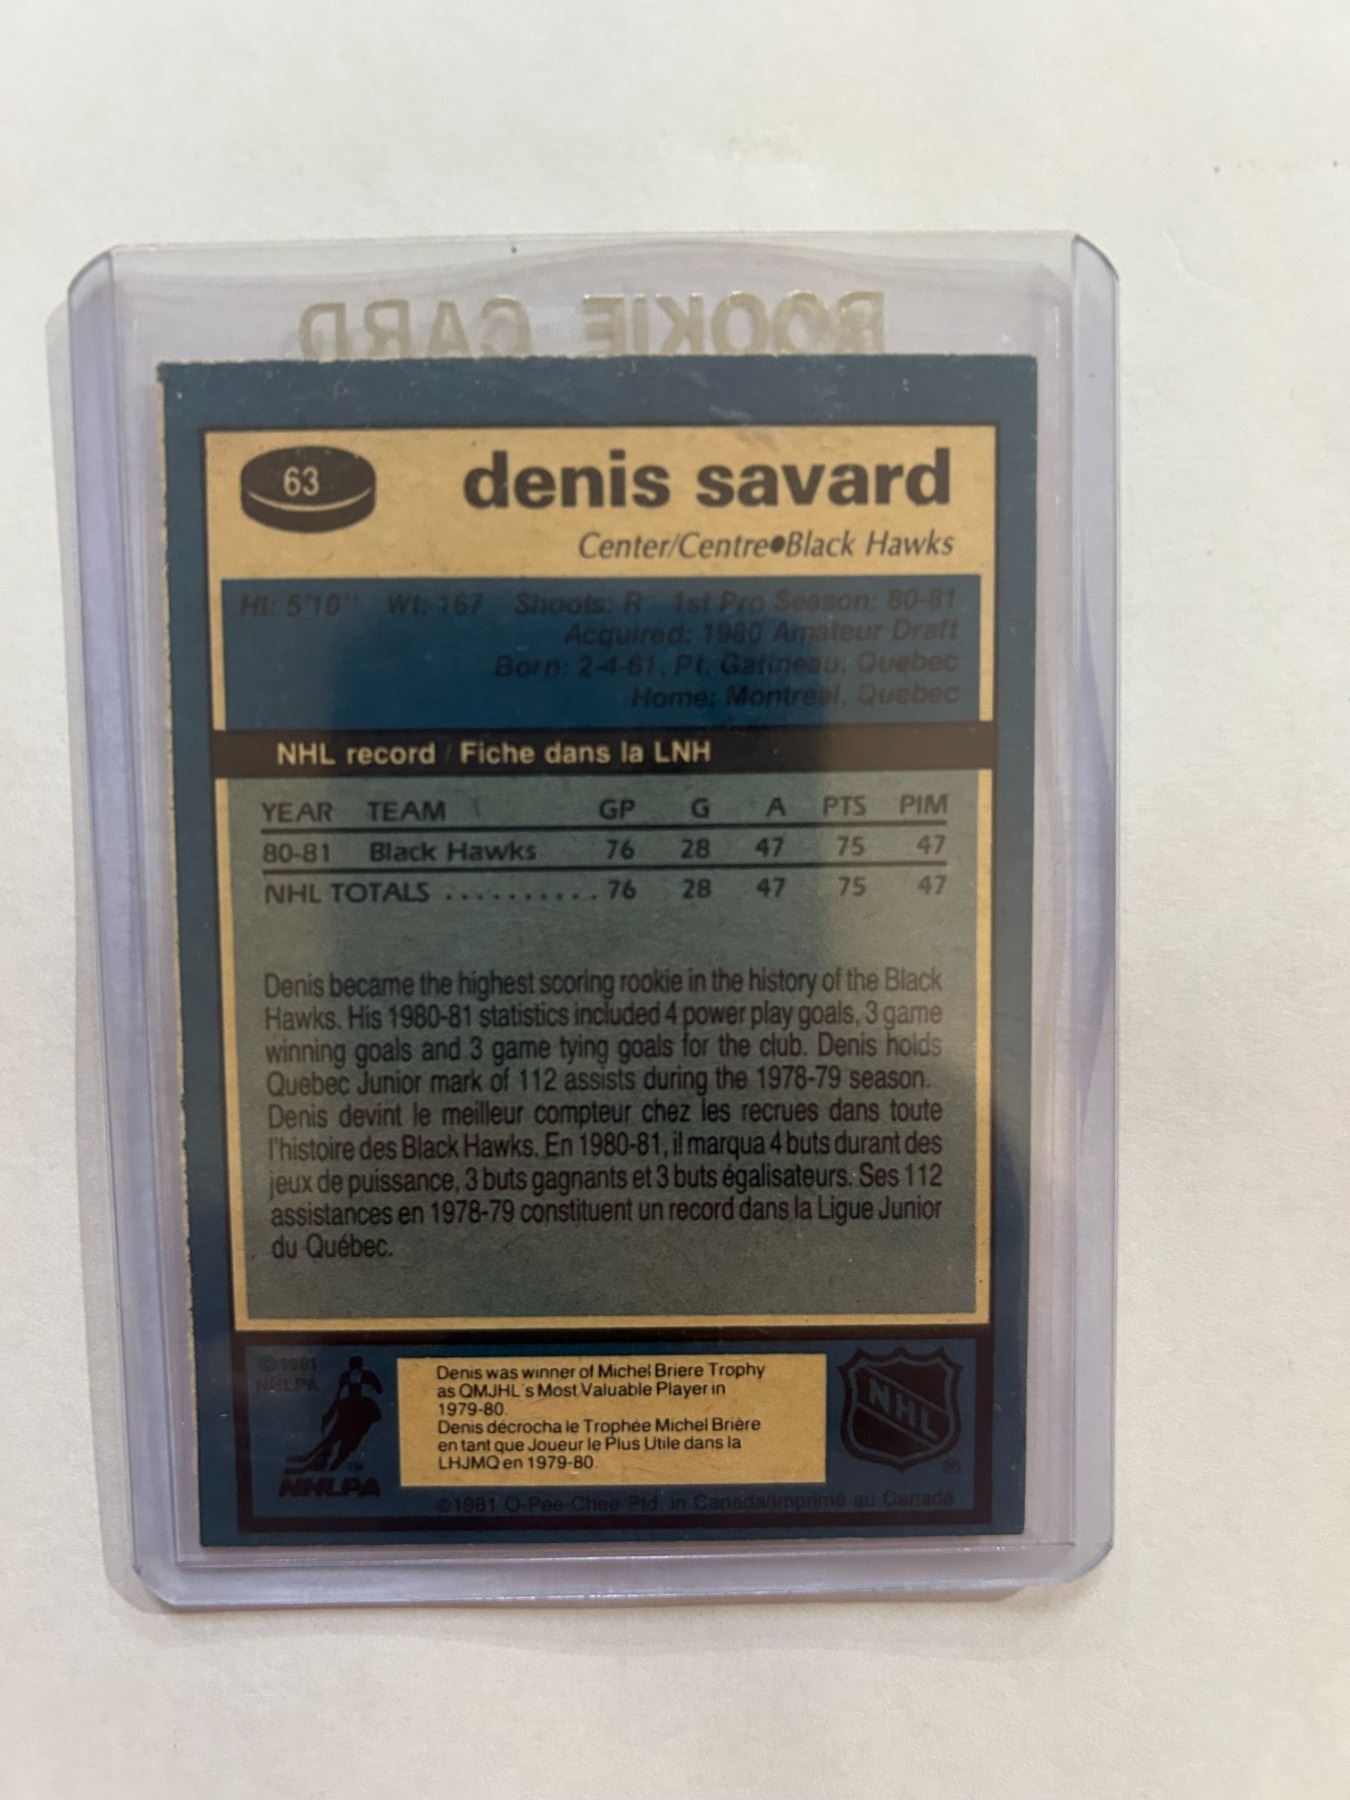 ROOKIE CARD
63
denis savard
Center/Centre●Black Hawks
Ht: 5'10" Wt: 167 Shoots: R 1st Pro Season: 80-81
Acquired: 1980 Amateur Draft
Born: 2-4-61, Pt. Gatineau, Quebec
Home: Montreal, Quebec
NHL record / Fiche dans la LNH
YEAR TEAM GP G A PTS PIM
80-81 Black Hawks 76 28 47 75 47
NHL TOTALS .......... 76 28 47 75 47
Denis became the highest scoring rookie in the history of the Black
Hawks. His 1980-81 statistics included 4 power play goals, 3 game
winning goals and 3 game tying goals for the club. Denis holds
Quebec Junior mark of 112 assists during the 1978-79 season.
Denis devint le meilleur compteur chez les recrues dans toute
l'histoire des Black Hawks. En 1980-81, il marqua 4 buts durant des
jeux de puissance, 3 buts gagnants et 3 buts égalisateurs. Ses 112
assistances en 1978-79 constituent un record dans la Ligue Junior
du Québec.
© 1981
NHLPA
TM
NHLPA
Denis was winner of Michel Briere Trophy
as QMJHL's Most Valuable Player in
1979-80.
Denis décrocha le Trophée Michel Brière
en tant que Joueur le Plus Utile dans la
LHJMQ en 1979-80.
NHL
®
©1981 O-Pee-Chee Ptd. in Canada/Imprimé au Canada